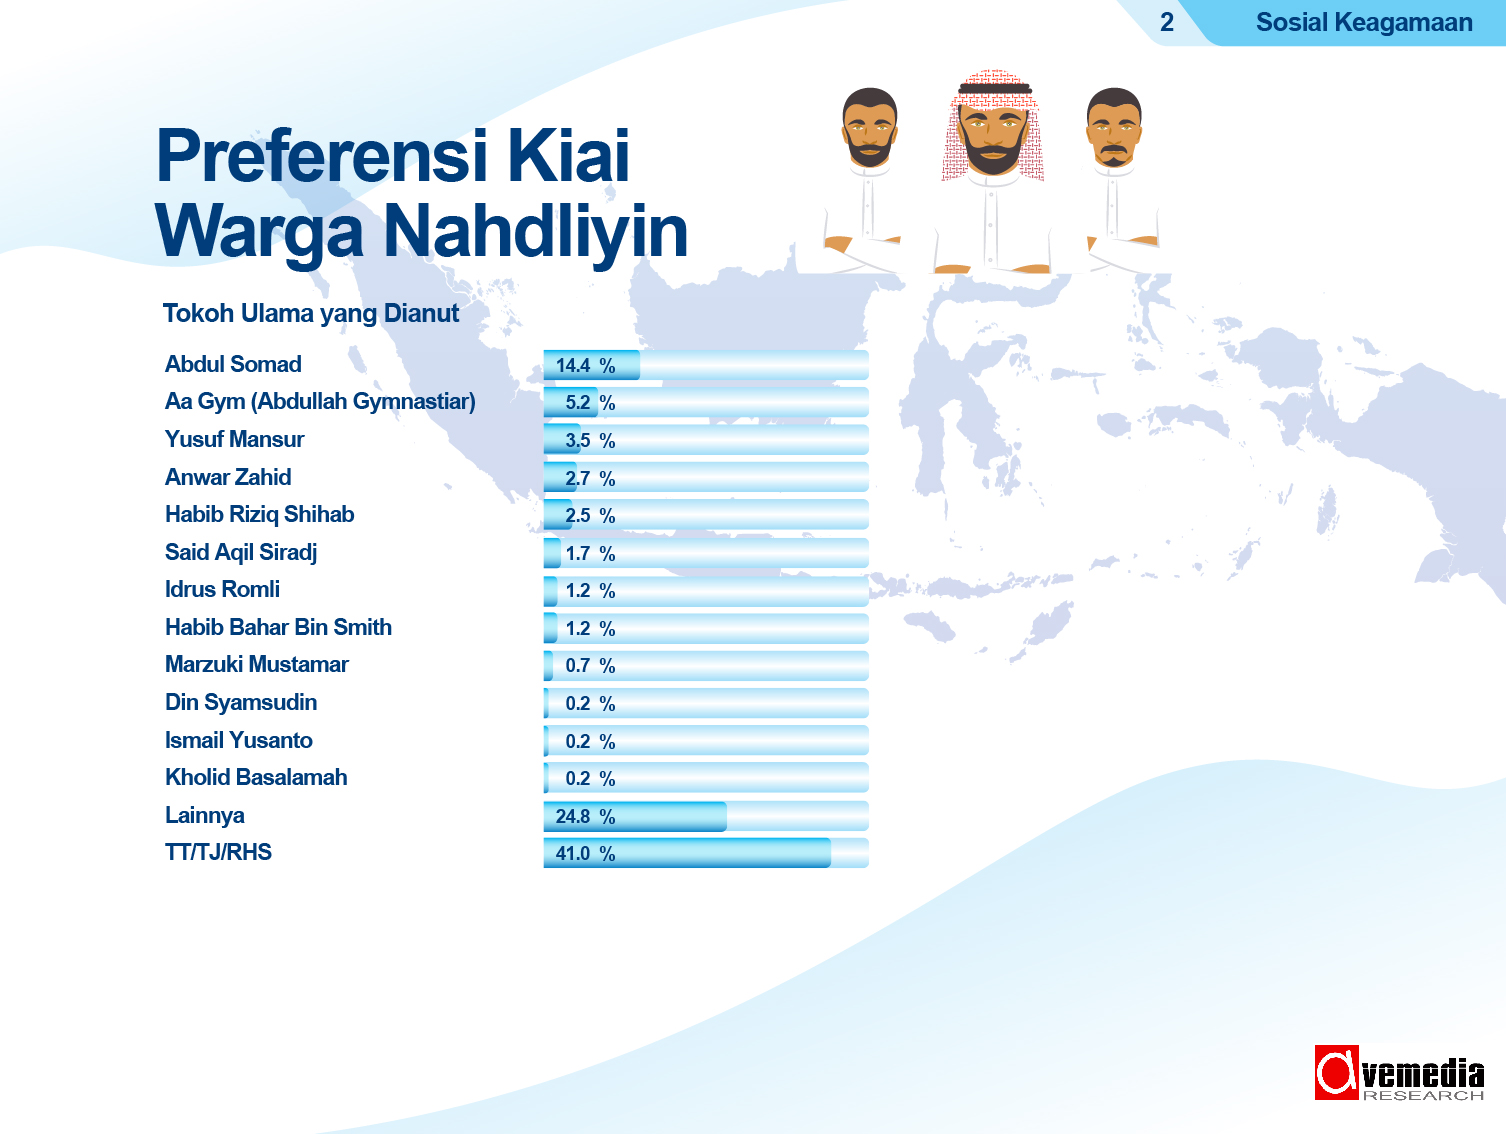 2 Sosial Keagamaan
Preferensi Kiai
Warga Nahdliyin
Tokoh Ulama yang Dianut
Abdul Somad 14.4 %
Aa Gym (Abdullah Gymnastiar) 5.2 %
Yusuf Mansur 3.5 %
Anwar Zahid 2.7 %
Habib Riziq Shihab 2.5 %
Said Aqil Siradj 1.7 %
Idrus Romli 1.2 %
Habib Bahar Bin Smith 1.2 %
Marzuki Mustamar 0.7 %
Din Syamsudin 0.2 %
Ismail Yusanto 0.2 %
Kholid Basalamah 0.2 %
Lainnya 24.8 %
TT/TJ/RHS 41.0 %
avemedia
RESEARCH